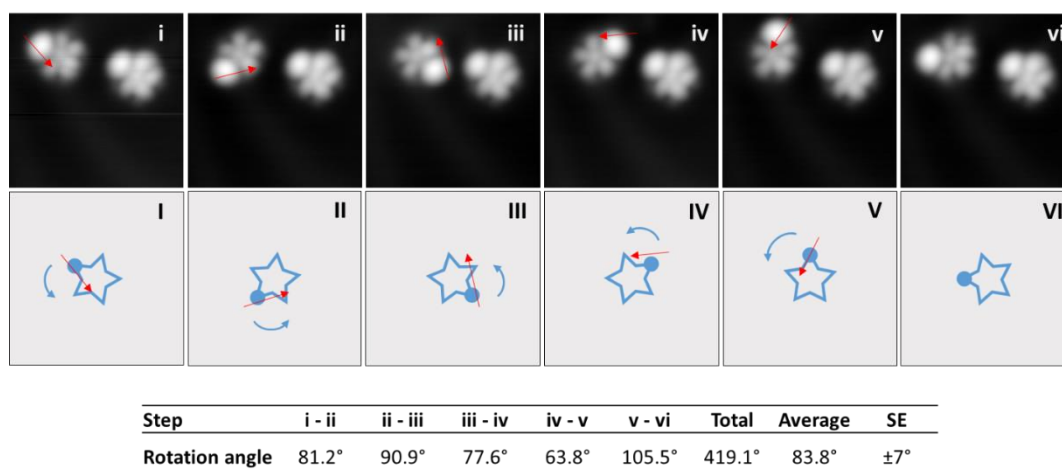 i ii iii iv v vi
I II III IV V VI
Step i - ii ii - iii iii - iv iv - v v - vi Total Average SE
Rotation angle 81.2° 90.9° 77.6° 63.8° 105.5° 419.1° 83.8° ±7°